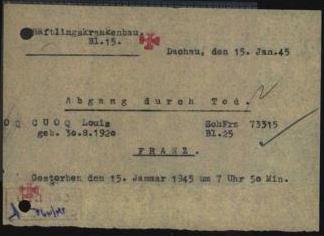 Häftlingskrankenbau,
Bl.15.
Dachau, den 15. Jan.45
Abgang durch Tod.
CUOQ Louis SchFrz 73315
geb. 30.8.1920 Bl.25
FRANZ.
Gestorben den 15. Januar 1945 um 7 Uhr 50 Min.